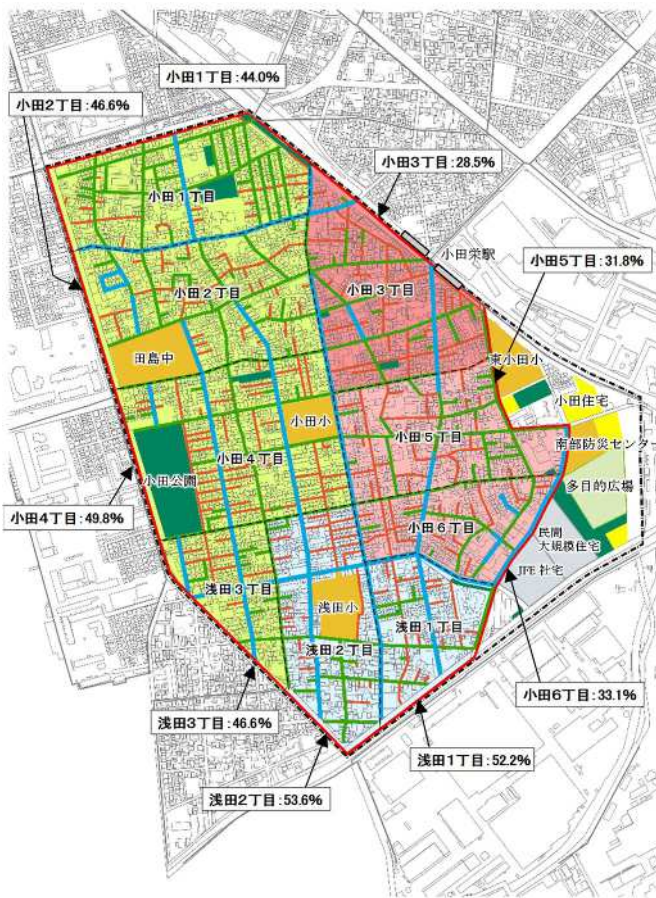 小田1丁目:44.0%
小田2丁目:46.6%
小田3丁目:28.5%
小田1丁目
小田栄駅
小田5丁目:31.8%
小田2丁目
小田3丁目
田島中
東小田小
小田住宅
小田小
小田5丁目
南部防災センター
小田公園
小田4丁目
多目的広場
小田4丁目:49.8%
小田6丁目
民間
大規模住宅
JFE社宅
浅田3丁目
浅田小
浅田1丁目
浅田2丁目
小田6丁目:33.1%
浅田3丁目:46.6%
浅田1丁目:52.2%
浅田2丁目:53.6%